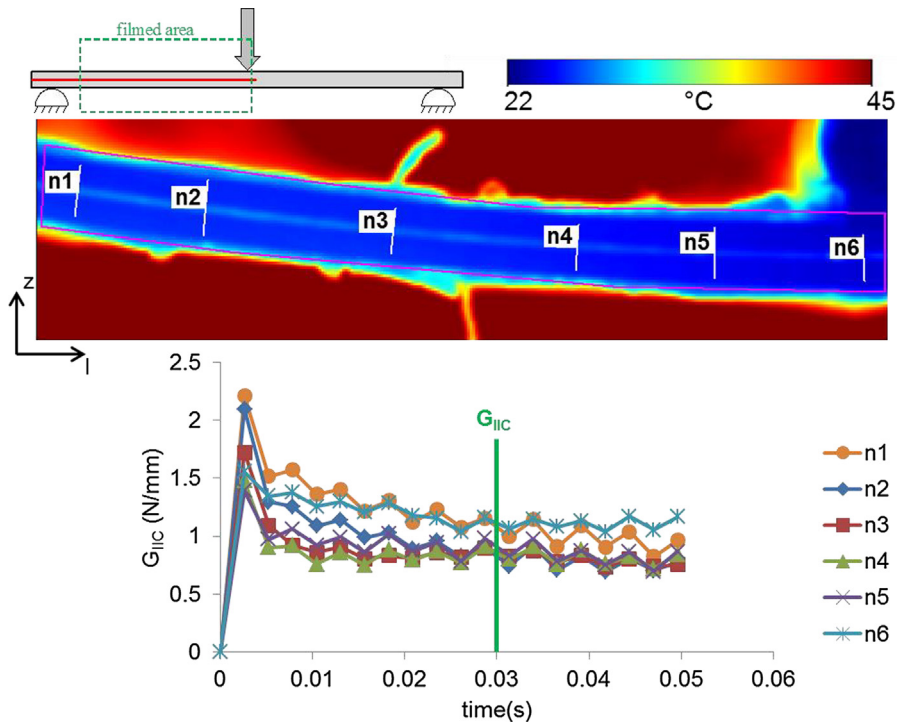 filmed area
22 °C 45
n1
n2
n3
n4
n5
n6
z
l
2.5
2
1.5
1
0.5
0
G_IIC (N/mm)
G_IIC
0 0.01 0.02 0.03 0.04 0.05 0.06
time(s)
n1
n2
n3
n4
n5
n6